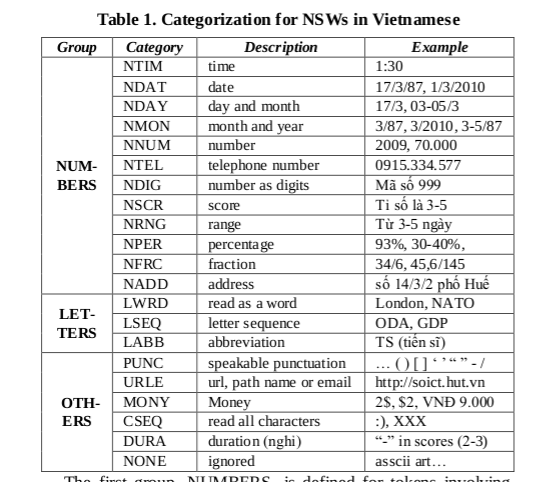 Table 1. Categorization for NSWs in Vietnamese
Group Category Description Example
NUM-
BERS
NTIM time 1:30
NDAT date 17/3/87, 1/3/2010
NDAY day and month 17/3, 03-05/3
NMON month and year 3/87, 3/2010, 3-5/87
NNUM number 2009, 70.000
NTEL telephone number 0915.334.577
NDIG number as digits Mã số 999
NSCR score Tỉ số là 3-5
NRNG range Từ 3-5 ngày
NPER percentage 93%, 30-40%,
NFRC fraction 34/6, 45,6/145
NADD address số 14/3/2 phố Huế
LET-
TERS
LWRD read as a word London, NATO
LSEQ letter sequence ODA, GDP
LABB abbreviation TS (tiến sĩ)
OTH-
ERS
PUNC speakable punctuation … ( ) [ ] ‘ ’ “ ” - /
URLE url, path name or email http://soict.hut.vn
MONY Money 2$, $2, VNĐ 9.000
CSEQ read all characters :), XXX
DURA duration (nghi) “-” in scores (2-3)
NONE ignored asscii art…
The first group, NUMBERS, is defined for tokens involving